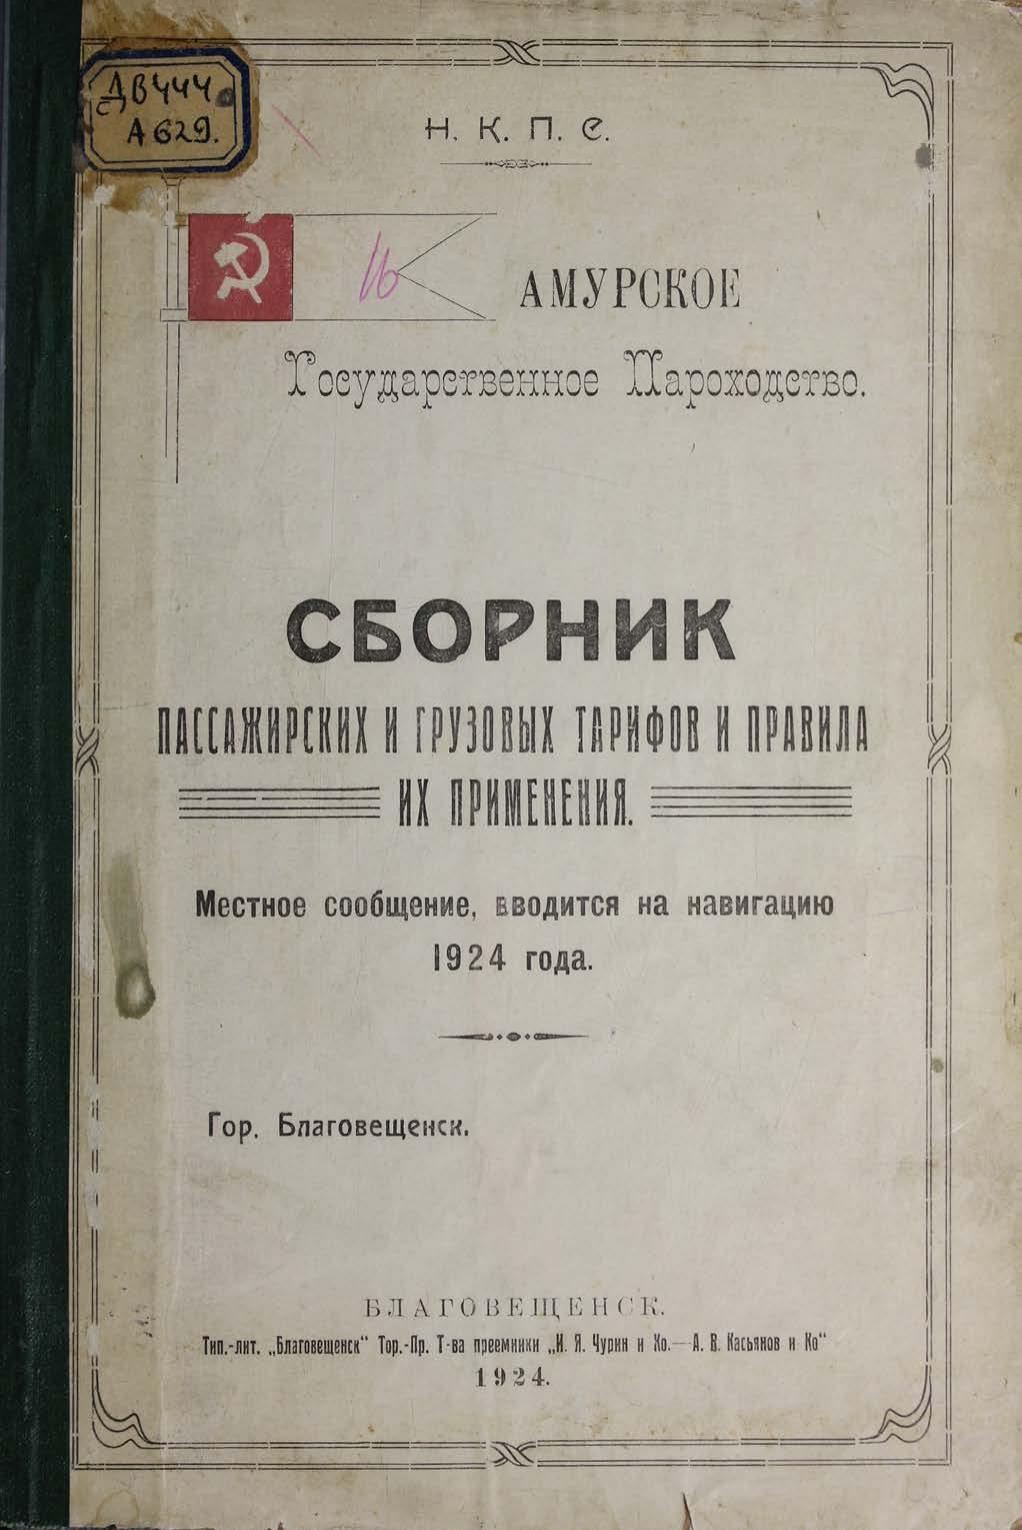 ДВ444
А629.
Н. К. П. С.
16
АМУРСКОЕ
Государственное Пароходство.
СБОРНИК
ПАССАЖИРСКИХ И ГРУЗОВЫХ ТАРИФОВ И ПРАВИЛА
ИХ ПРИМЕНЕНИЯ.
Местное сообщение, вводится на навигацию
1924 года.
Гор. Благовещенск.
БЛАГОВЕЩЕНСК.
Тип.-лит. „Благовещенск“ Тор.-Пр. Т-ва преемники „И. Я. Чурин и Ко.—А. В. Касьянов и Ко“
1924.